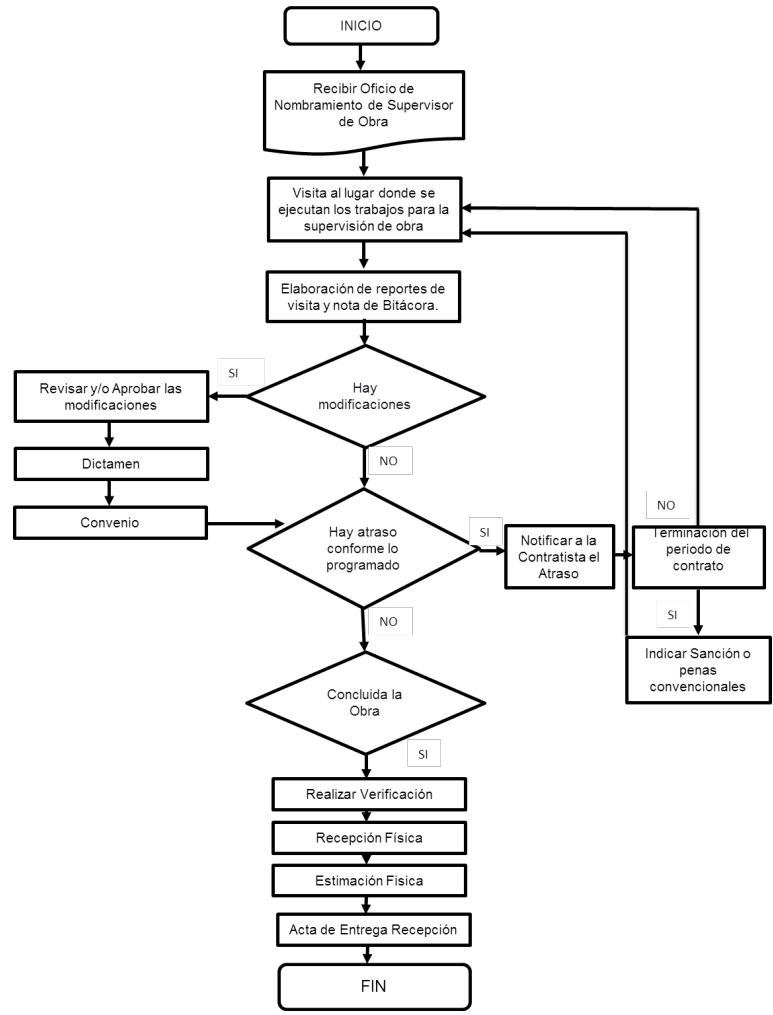 INICIO
Recibir Oficio de
Nombramiento de Supervisor
de Obra
Visita al lugar donde se
ejecutan los trabajos para la
supervisión de obra
Elaboración de reportes de
visita y nota de Bitácora.
Hay
modificaciones
SI
Revisar y/o Aprobar las
modificaciones
Dictamen
Convenio
NO
Hay atraso
conforme lo
programado
SI
Notificar a la
Contratista el
Atraso
NO
Terminación del
periodo de
contrato
SI
Indicar Sanción o
penas
convencionales
NO
Concluida la
Obra
SI
Realizar Verificación
Recepción Física
Estimación Fisica
Acta de Entrega Recepción
FIN